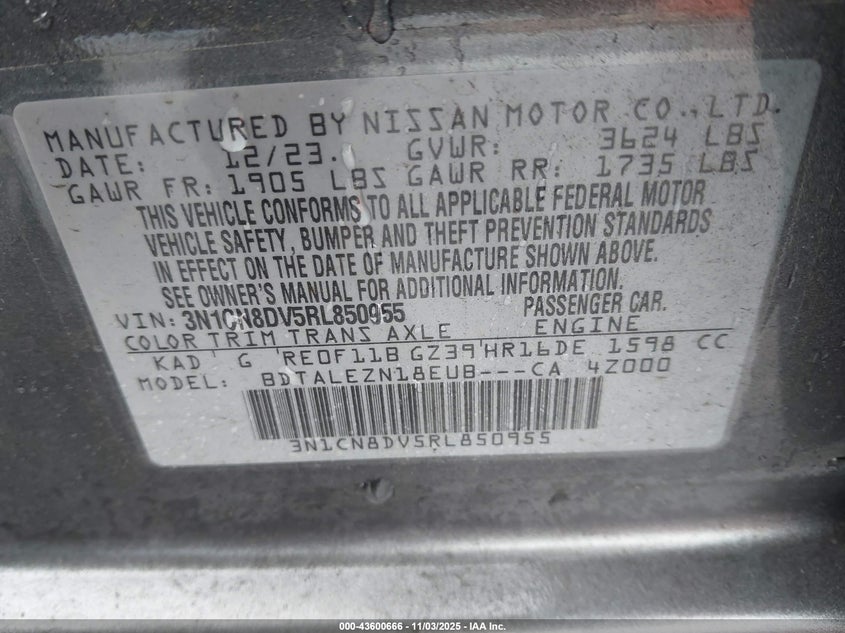 MANUFACTURED BY NISSAN MOTOR CO., LTD.
DATE: 12/23. GVWR: 3624 LBS
GAWR FR: 1905 LBS GAWR RR: 1735 LBS
THIS VEHICLE CONFORMS TO ALL APPLICABLE FEDERAL MOTOR
VEHICLE SAFETY, BUMPER AND THEFT PREVENTION STANDARDS
IN EFFECT ON THE DATE OF MANUFACTURE SHOWN ABOVE.
SEE OWNER'S MANUAL FOR ADDITIONAL INFORMATION.
VIN: 3N1CN8DV5RL850955 PASSENGER CAR.
COLOR TRIM TRANS AXLE ENGINE
KAD G RE0F11B GZ39 HR16DE 1598 CC
MODEL: BDTALEZN18EUB---CA 4Z000
3N1CN8DV5RL850955
000-43600666 - 11/03/2025 - IAA Inc.